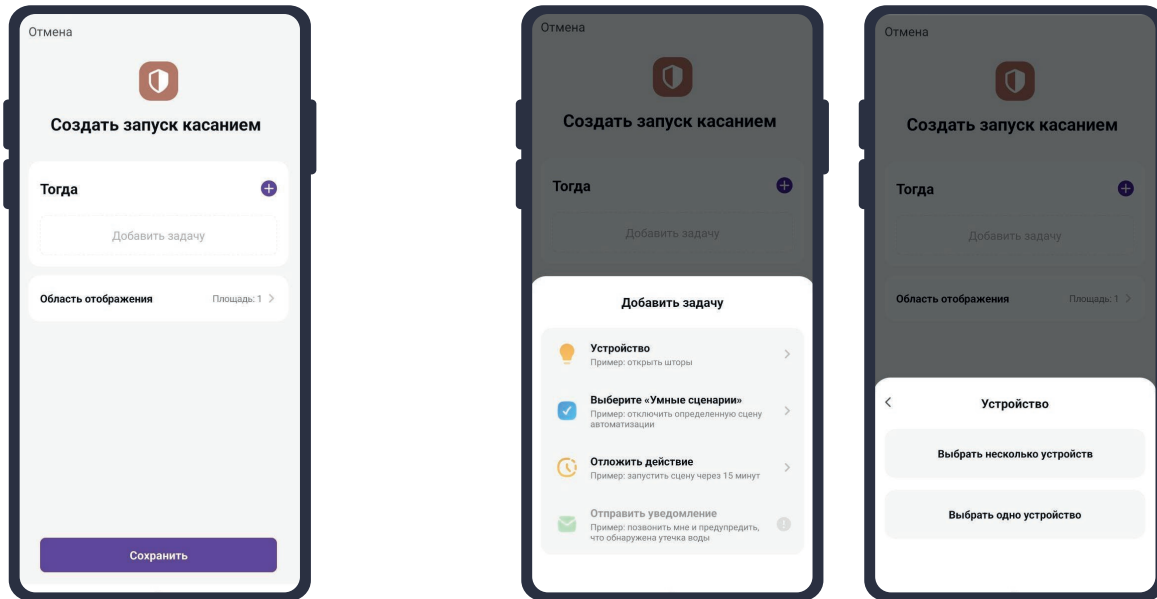 Отмена
Создать запуск касанием
Тогда
Добавить задачу
Область отображения
Площадь: 1
Сохранить
Отмена
Создать запуск касанием
Тогда
Добавить задачу
Добавить задачу
Устройство
Пример: открыть шторы
Выберите «Умные сценарии»
Пример: отключить определенную сцену
автоматизации
Отложить действие
Пример: запустить сцену через 15 минут
Отправить уведомление
Пример: позвонить мне и предупредить,
что обнаружена утечка воды
Отмена
Создать запуск касанием
Тогда
Добавить задачу
Область отображения
Площадь: 1
Устройство
Выбрать несколько устройств
Выбрать одно устройство